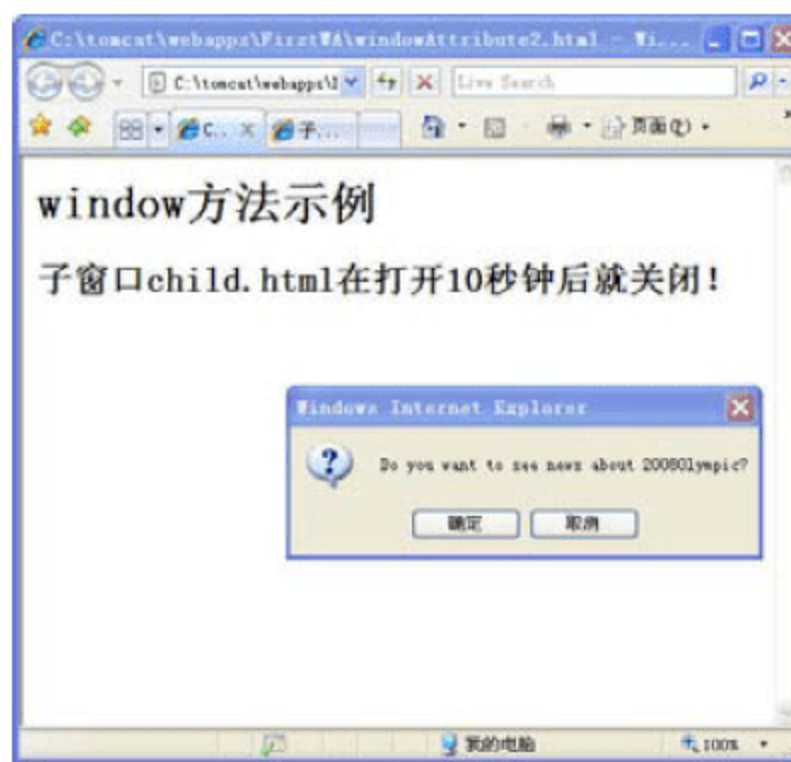 C:\tomcat\webapps\FirstWA\windowAttribute2.html - Wi...
C:\tomcat\webapps\I
Live Search
C..
子...
页面(P)
window方法示例
子窗口child.html在打开10秒钟后就关闭!
Windows Internet Explorer
Do you want to see news about 2008Olympic?
确定
取消
我的电脑
100%